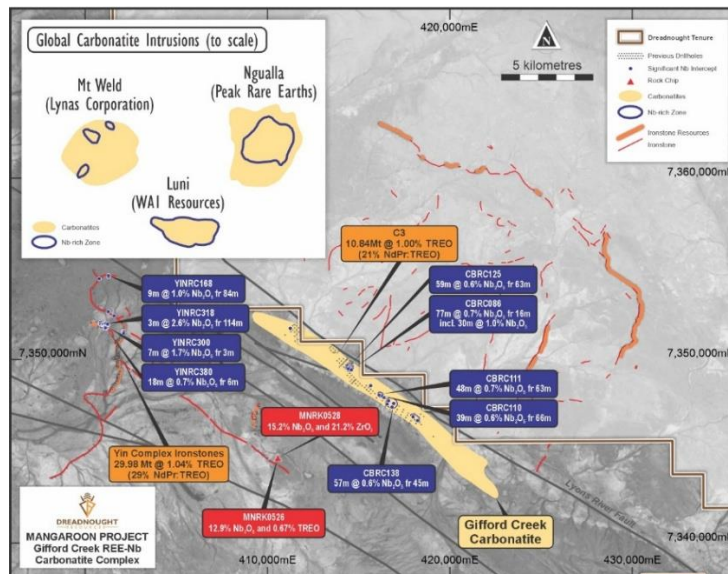 Global Carbonatite Intrusions (to scale)
Mt Weld
(Lynas Corporation)
Ngualla
(Peak Rare Earths)
Luni
(WA1 Resources)
Carbonatites
Nb-rich Zone
420,000mE
N
5 kilometres
Dreadnought Tenure
Previous Drillholes
Significant Nb Intercept
Rock Chip
Carbonatites
Nb-rich Zone
Ironstone Resources
Ironstone
7,360,000mN
C3
10.84Mt @ 1.00% TREO
(21% NdPr:TREO)
YINRC168
9m @ 1.0% Nb₂O₅ fr 84m
YINRC318
3m @ 2.6% Nb₂O₅ fr 114m
YINRC300
7m @ 1.7% Nb₂O₅ fr 3m
YINRC380
18m @ 0.7% Nb₂O₅ fr 6m
CBRC125
59m @ 0.6% Nb₂O₅ fr 63m
CBRC086
77m @ 0.7% Nb₂O₅ fr 16m
incl. 30m @ 1.0% Nb₂O₅
7,350,000mN
7,350,000mN
CBRC111
48m @ 0.7% Nb₂O₅ fr 63m
CBRC110
39m @ 0.6% Nb₂O₅ fr 66m
MNRK0528
15.2% Nb₂O₅ and 21.2% ZrO₂
Yin Complex Ironstones
29.98 Mt @ 1.04% TREO
(29% NdPr:TREO)
CBRC138
57m @ 0.6% Nb₂O₅ fr 45m
MNRK0526
12.9% Nb₂O₅ and 0.67% TREO
Gifford Creek
Carbonatite
Lyons River Fault
DREADNOUGHT
RESOURCES
MANGAROON PROJECT
Gifford Creek REE-Nb
Carbonatite Complex
7,340,000mN
410,000mE
420,000mE
430,000mE